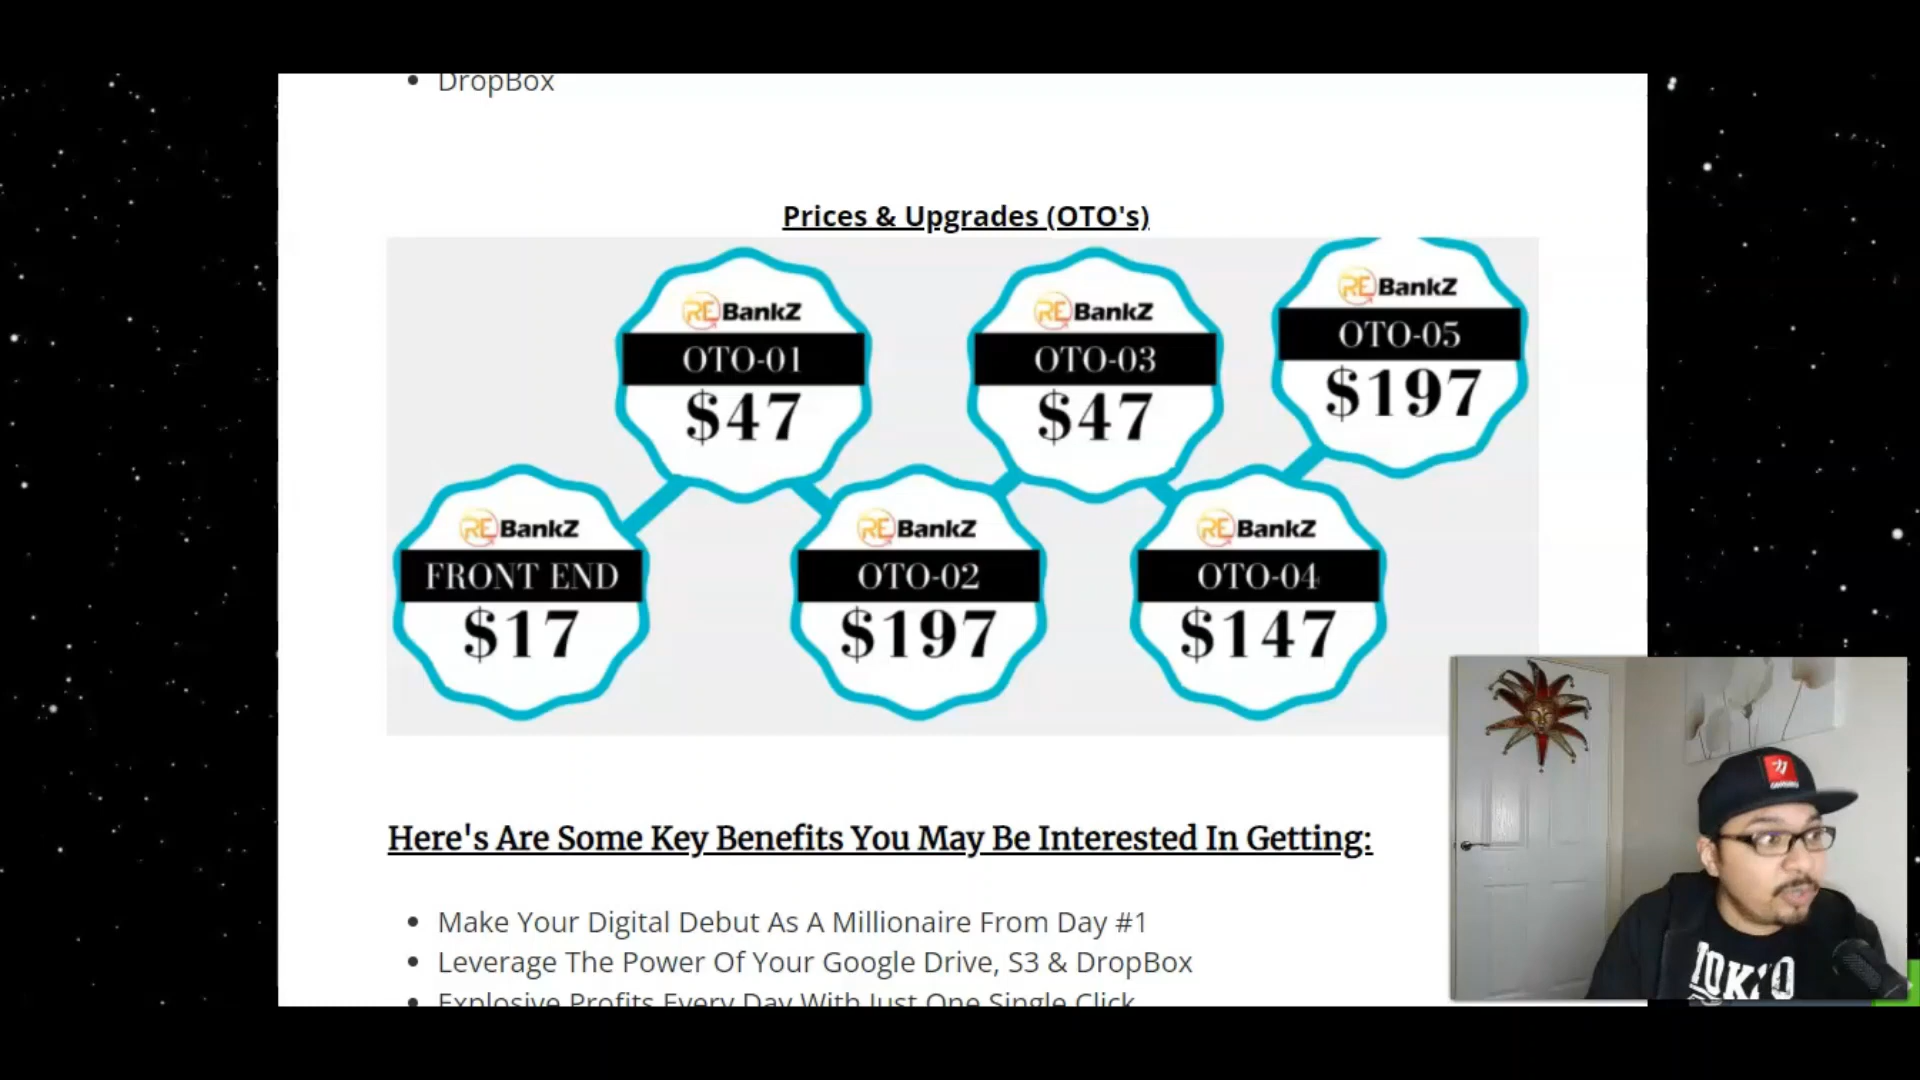 DropBox
Prices & Upgrades (OTO's)
REBankZ
OTO-01
$47
REBankZ
OTO-03
$47
REBankZ
OTO-05
$197
REBankZ
FRONT END
$17
REBankZ
OTO-02
$197
REBankZ
OTO-04
$147
Here's Are Some Key Benefits You May Be Interested In Getting:
Make Your Digital Debut As A Millionaire From Day #1
Leverage The Power Of Your Google Drive, S3 & DropBox
Explosive Profits Every Day With Just One Single Click